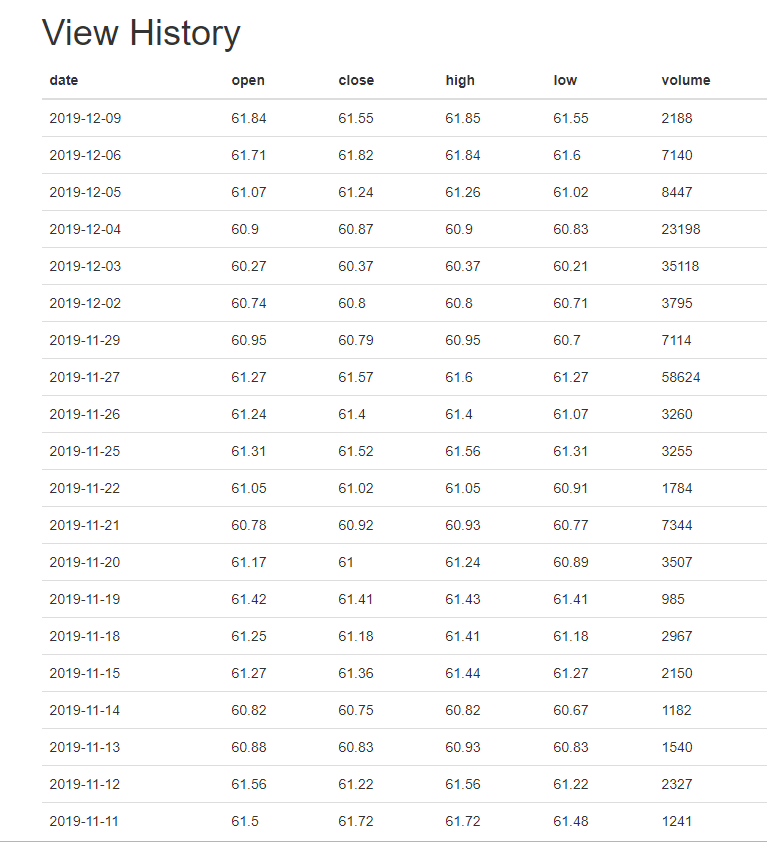 View History
date open close high low volume
2019-12-09 61.84 61.55 61.85 61.55 2188
2019-12-06 61.71 61.82 61.84 61.6 7140
2019-12-05 61.07 61.24 61.26 61.02 8447
2019-12-04 60.9 60.87 60.9 60.83 23198
2019-12-03 60.27 60.37 60.37 60.21 35118
2019-12-02 60.74 60.8 60.8 60.71 3795
2019-11-29 60.95 60.79 60.95 60.7 7114
2019-11-27 61.27 61.57 61.6 61.27 58624
2019-11-26 61.24 61.4 61.4 61.07 3260
2019-11-25 61.31 61.52 61.56 61.31 3255
2019-11-22 61.05 61.02 61.05 60.91 1784
2019-11-21 60.78 60.92 60.93 60.77 7344
2019-11-20 61.17 61 61.24 60.89 3507
2019-11-19 61.42 61.41 61.43 61.41 985
2019-11-18 61.25 61.18 61.41 61.18 2967
2019-11-15 61.27 61.36 61.44 61.27 2150
2019-11-14 60.82 60.75 60.82 60.67 1182
2019-11-13 60.88 60.83 60.93 60.83 1540
2019-11-12 61.56 61.22 61.56 61.22 2327
2019-11-11 61.5 61.72 61.72 61.48 1241